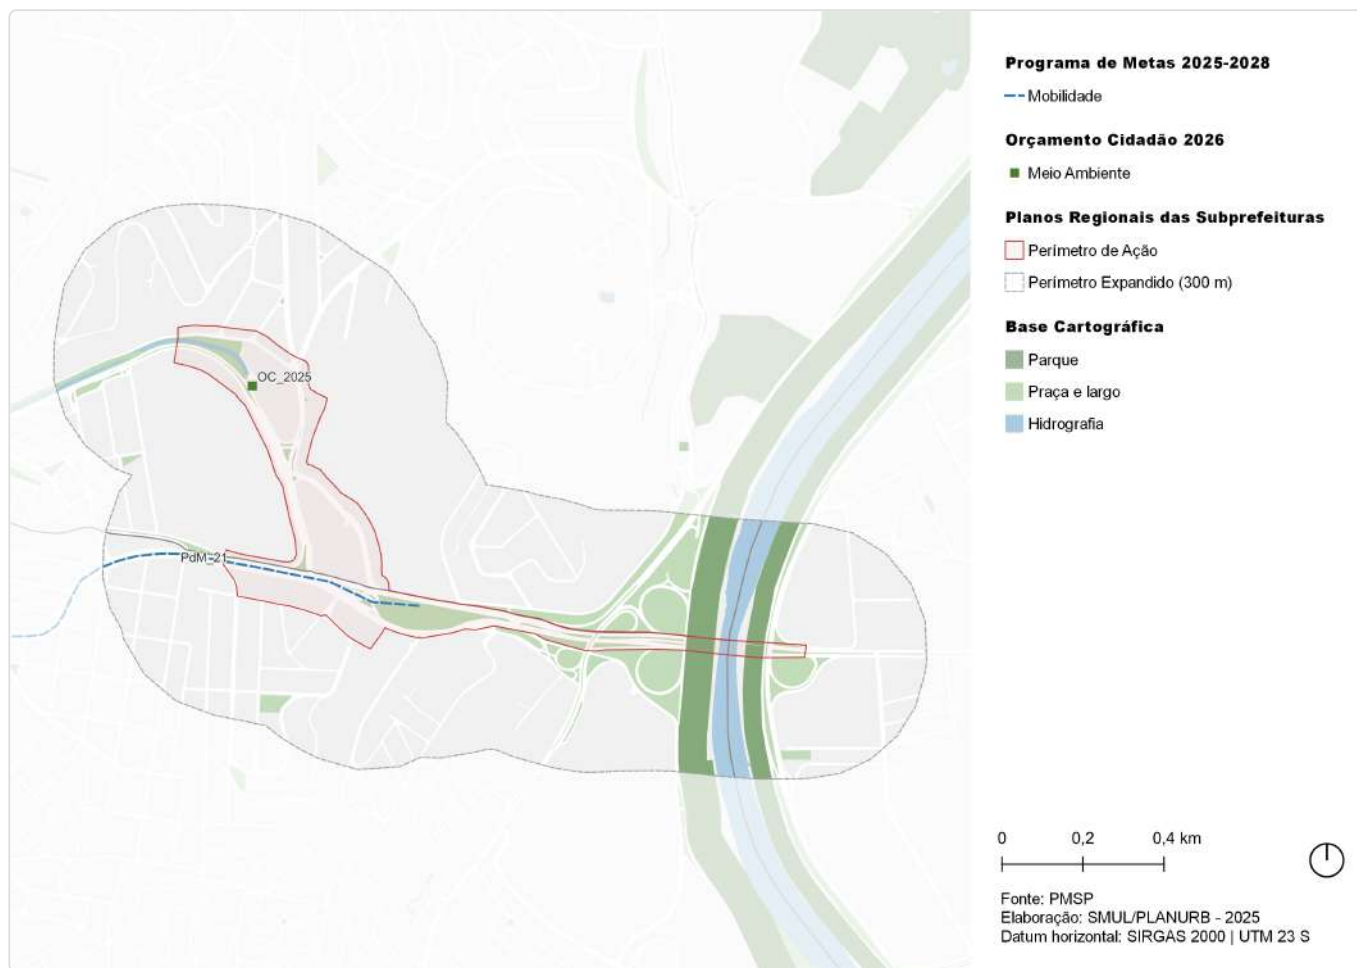 Programa de Metas 2025-2028
Mobilidade
Orçamento Cidadão 2026
Meio Ambiente
Planos Regionais das Subprefeituras
Perímetro de Ação
Perímetro Expandido (300 m)
Base Cartográfica
Parque
Praça e largo
Hidrografia
OC_2025
PdM_21
0 0,2 0,4 km
Fonte: PMSP
Elaboração: SMUL/PLANURB - 2025
Datum horizontal: SIRGAS 2000 | UTM 23 S